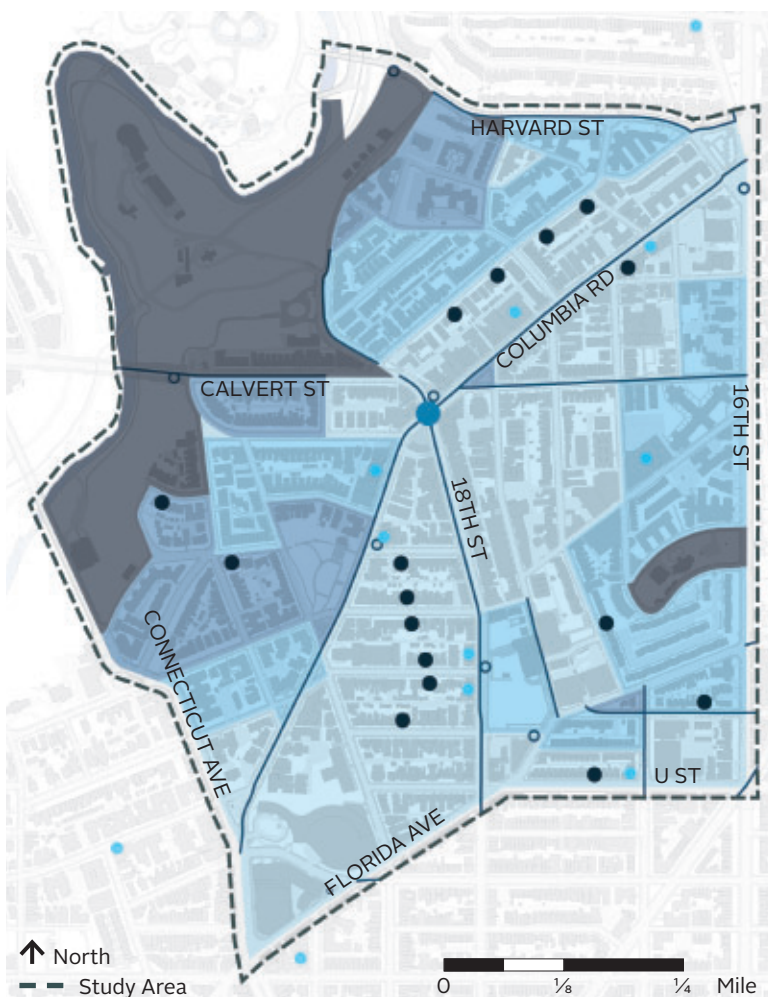 HARVARD ST
COLUMBIA RD
CALVERT ST
16TH ST
18TH ST
CONNECTICUT AVE
U ST
FLORIDA AVE
North
Study Area
0 ⅛ ¼ Mile